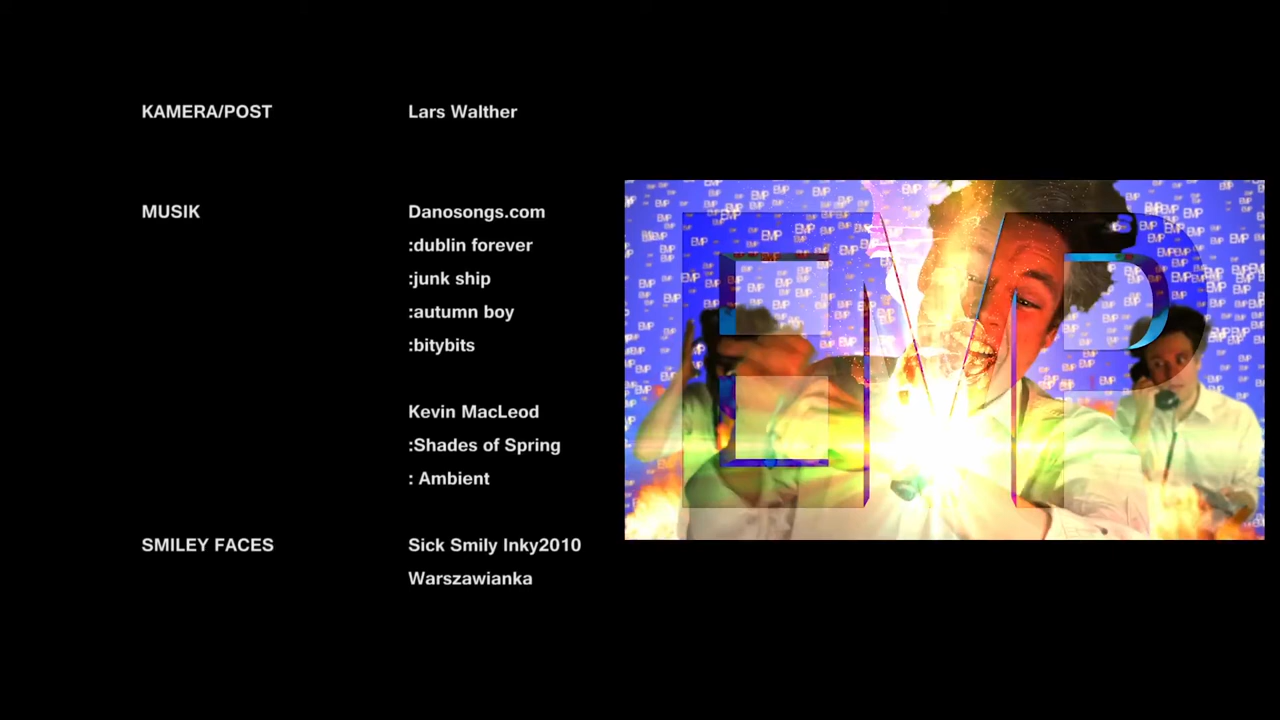 KAMERA/POST Lars Walther
MUSIK Danosongs.com
:dublin forever
:junk ship
:autumn boy
:bitybits
Kevin MacLeod
:Shades of Spring
: Ambient
SMILEY FACES Sick Smily Inky2010
Warszawianka
EMP